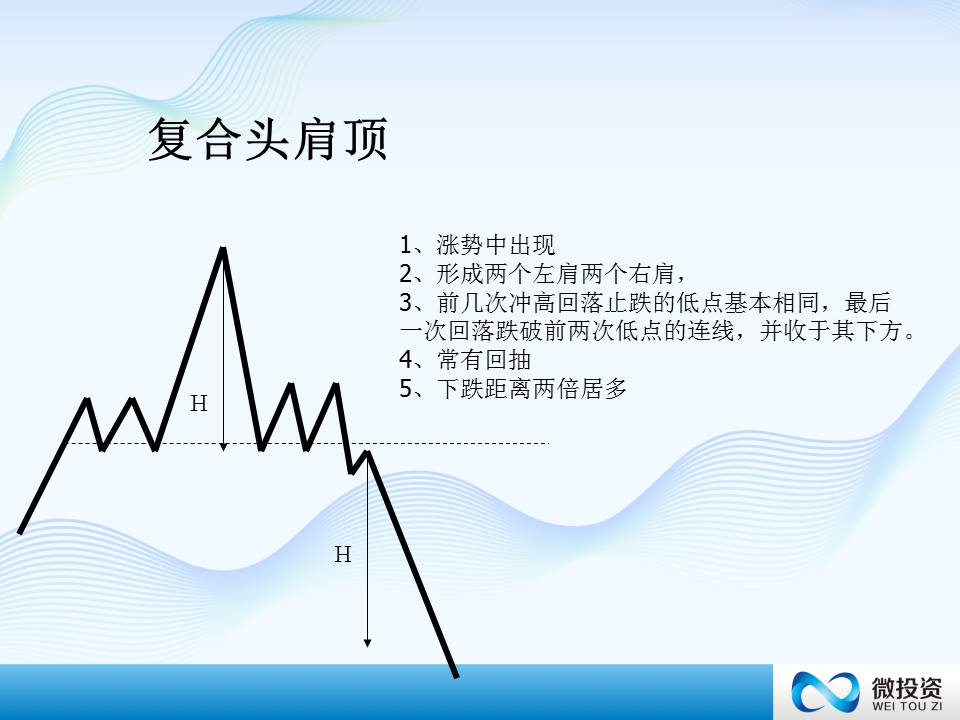 复合头肩顶
1、涨势中出现
2、形成两个左肩两个右肩，
3、前几次冲高回落止跌的低点基本相同，最后
一次回落跌破前两次低点的连线，并收于其下方。
4、常有回抽
5、下跌距离两倍居多
H
H
微投资
WEI TOU ZI